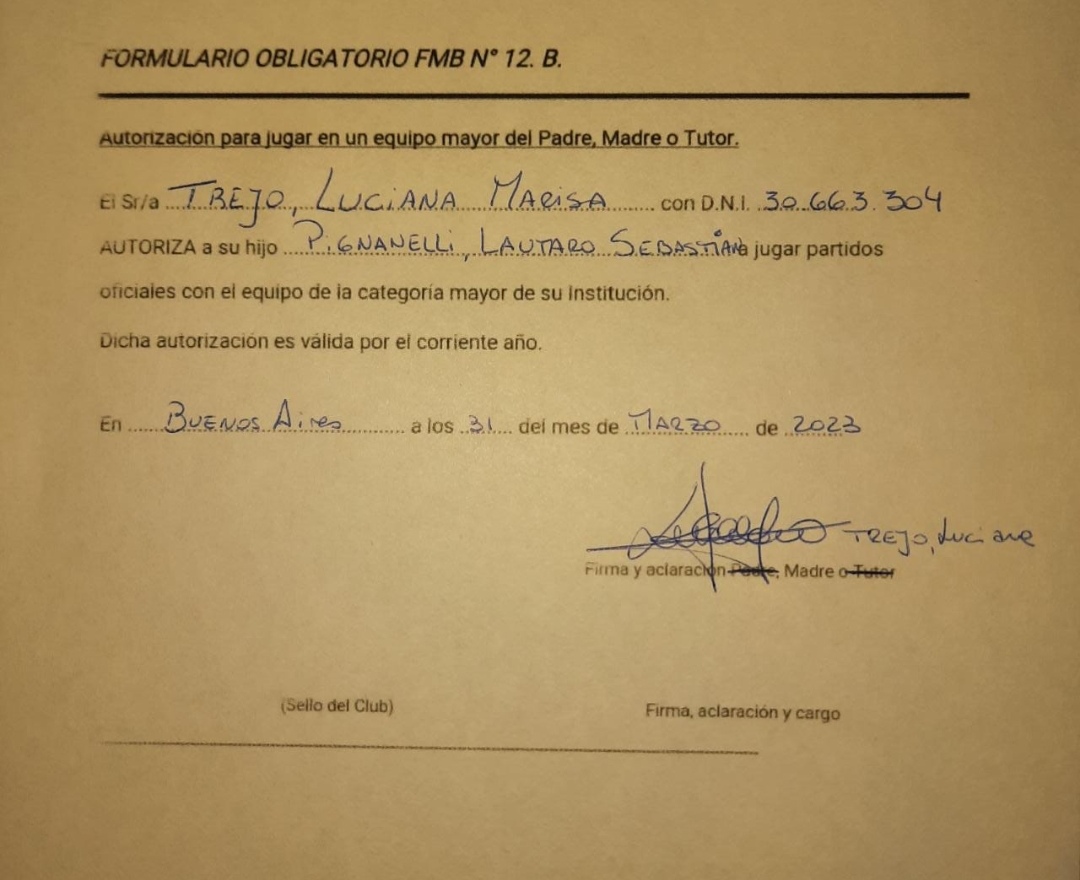 FORMULARIO OBLIGATORIO FMB N° 12. B.
Autorización para jugar en un equipo mayor del Padre, Madre o Tutor.
El Sr/a TREJO, LUCIANA MARISA con D.N.I. 30.663.304
AUTORIZA a su hijo PIGNANELLI, LAUTARO SEBASTIAN a jugar partidos
oficiales con el equipo de la categoría mayor de su Institución.
Dicha autorización es válida por el corriente año.
En BUENOS Aires a los 31 del mes de MARZO de 2023
TREJO, Luciana
Firma y aclaración Padre, Madre o Tutor
(Sello del Club) Firma, aclaración y cargo